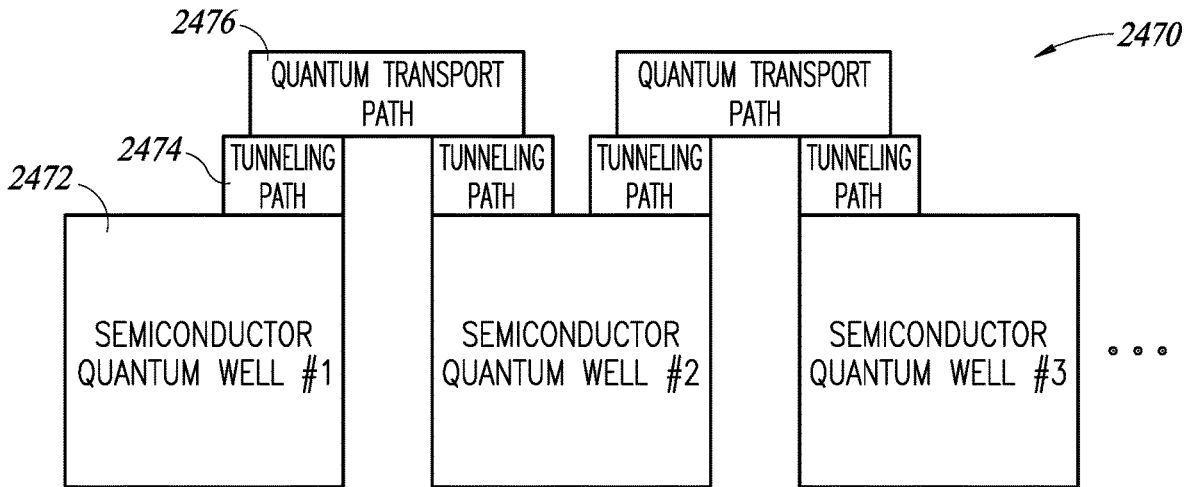 2476
2470
QUANTUM TRANSPORT
PATH
QUANTUM TRANSPORT
PATH
2474
TUNNELING
PATH
TUNNELING
PATH
TUNNELING
PATH
TUNNELING
PATH
2472
SEMICONDUCTOR
QUANTUM WELL #1
SEMICONDUCTOR
QUANTUM WELL #2
SEMICONDUCTOR
QUANTUM WELL #3